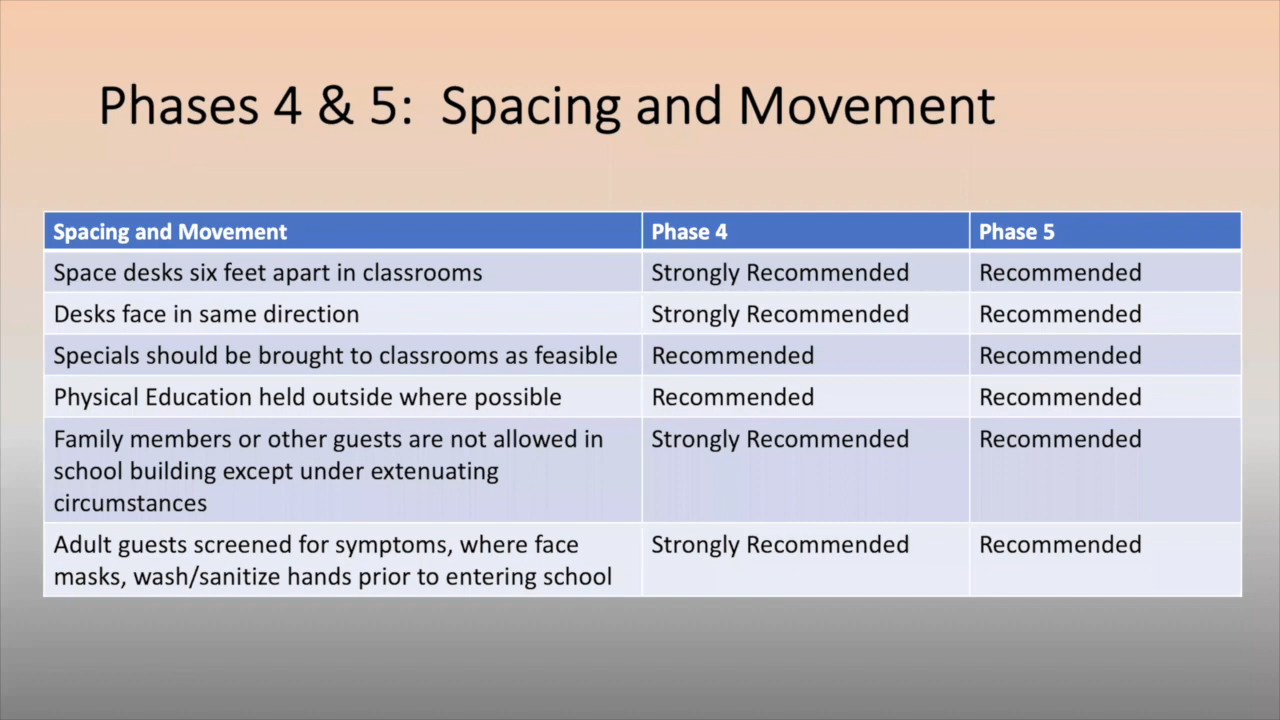 Phases 4 & 5:  Spacing and Movement
Spacing and Movement Phase 4 Phase 5
Space desks six feet apart in classrooms Strongly Recommended Recommended
Desks face in same direction Strongly Recommended Recommended
Specials should be brought to classrooms as feasible Recommended Recommended
Physical Education held outside where possible Recommended Recommended
Family members or other guests are not allowed in Strongly Recommended Recommended
school building except under extenuating
circumstances
Adult guests screened for symptoms, where face Strongly Recommended Recommended
masks, wash/sanitize hands prior to entering school